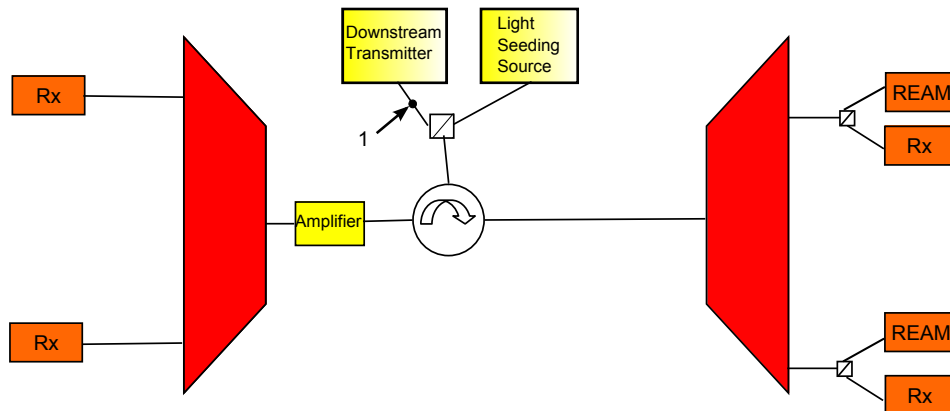 Downstream
Transmitter
Light
Seeding
Source
Rx
REAM
1
Rx
Amplifier
Rx
REAM
Rx